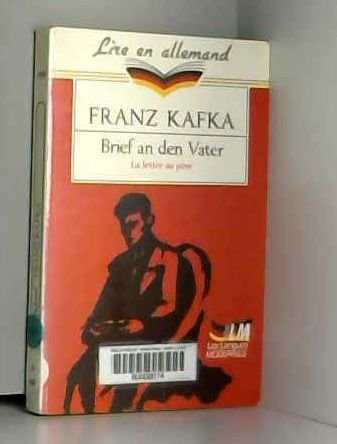 Lire en allemand
FRANZ KAFKA
Brief an den Vater
La lettre au père
LM
Les Langues
MODERNES